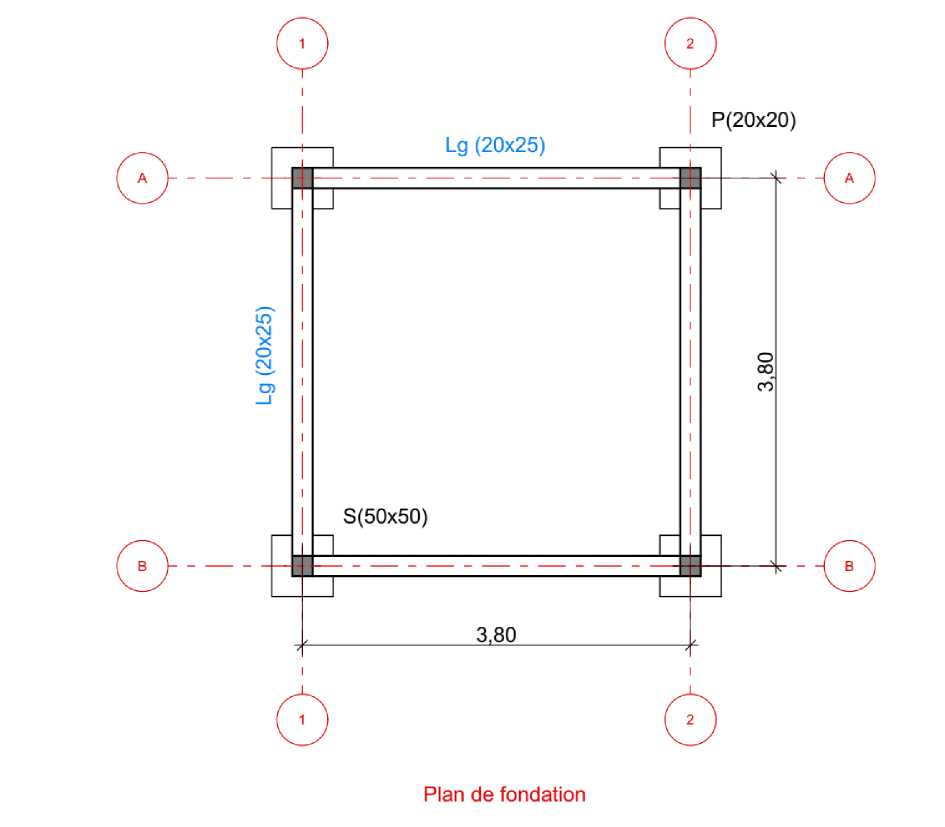 1
2
P(20x20)
Lg (20x25)
A
A
Lg (20x25)
3,80
S(50x50)
B
B
3,80
1
2
Plan de fondation